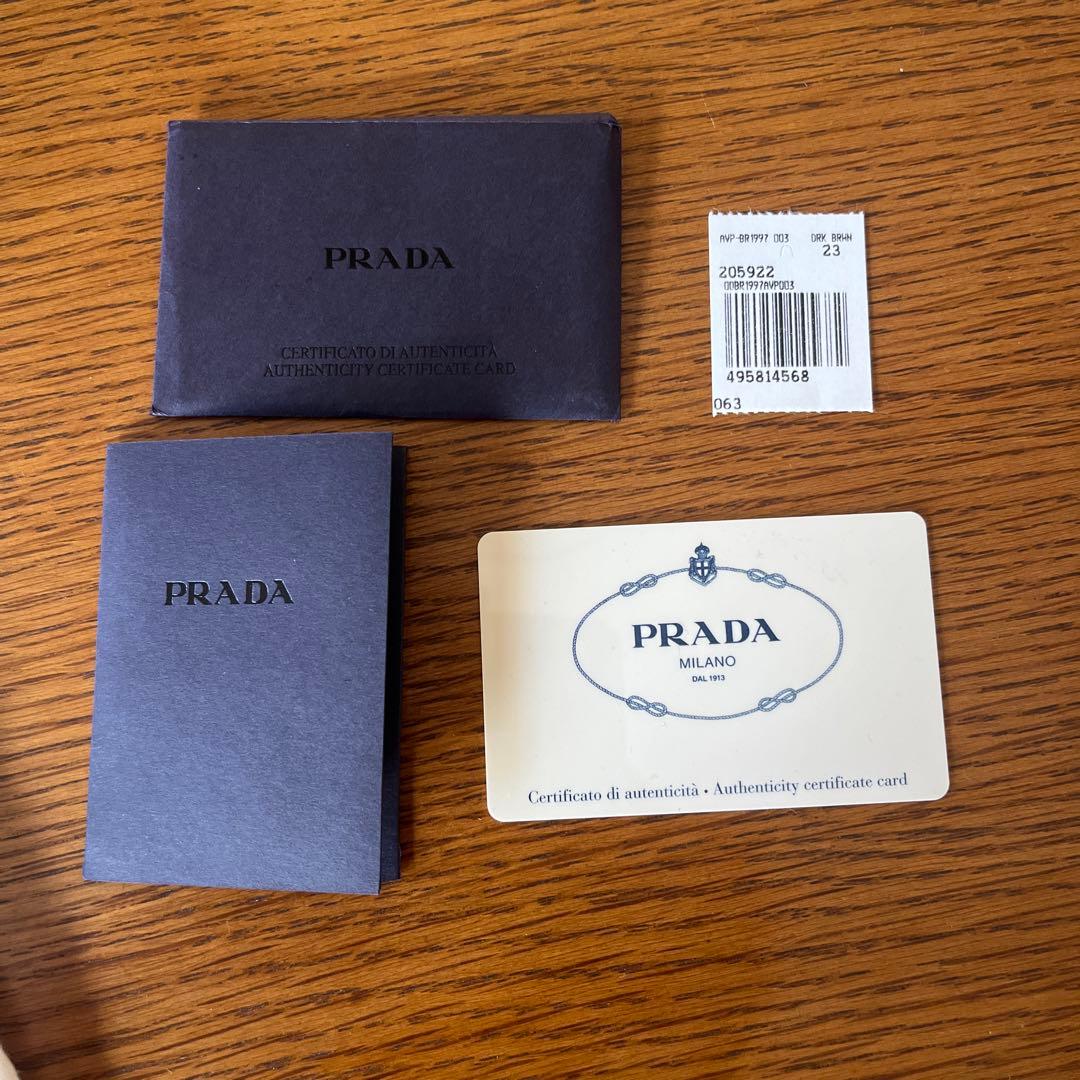 PRADA
CERTIFICATO DI AUTENTICITÀ
AUTHENTICITY CERTIFICATE CARD
AVP-BR1997 003 DRK BRWN
23
205922
00BR1997AVP003
495814568
063
PRADA
PRADA
MILANO
DAL 1913
Certificato di autenticità • Authenticity certificate card